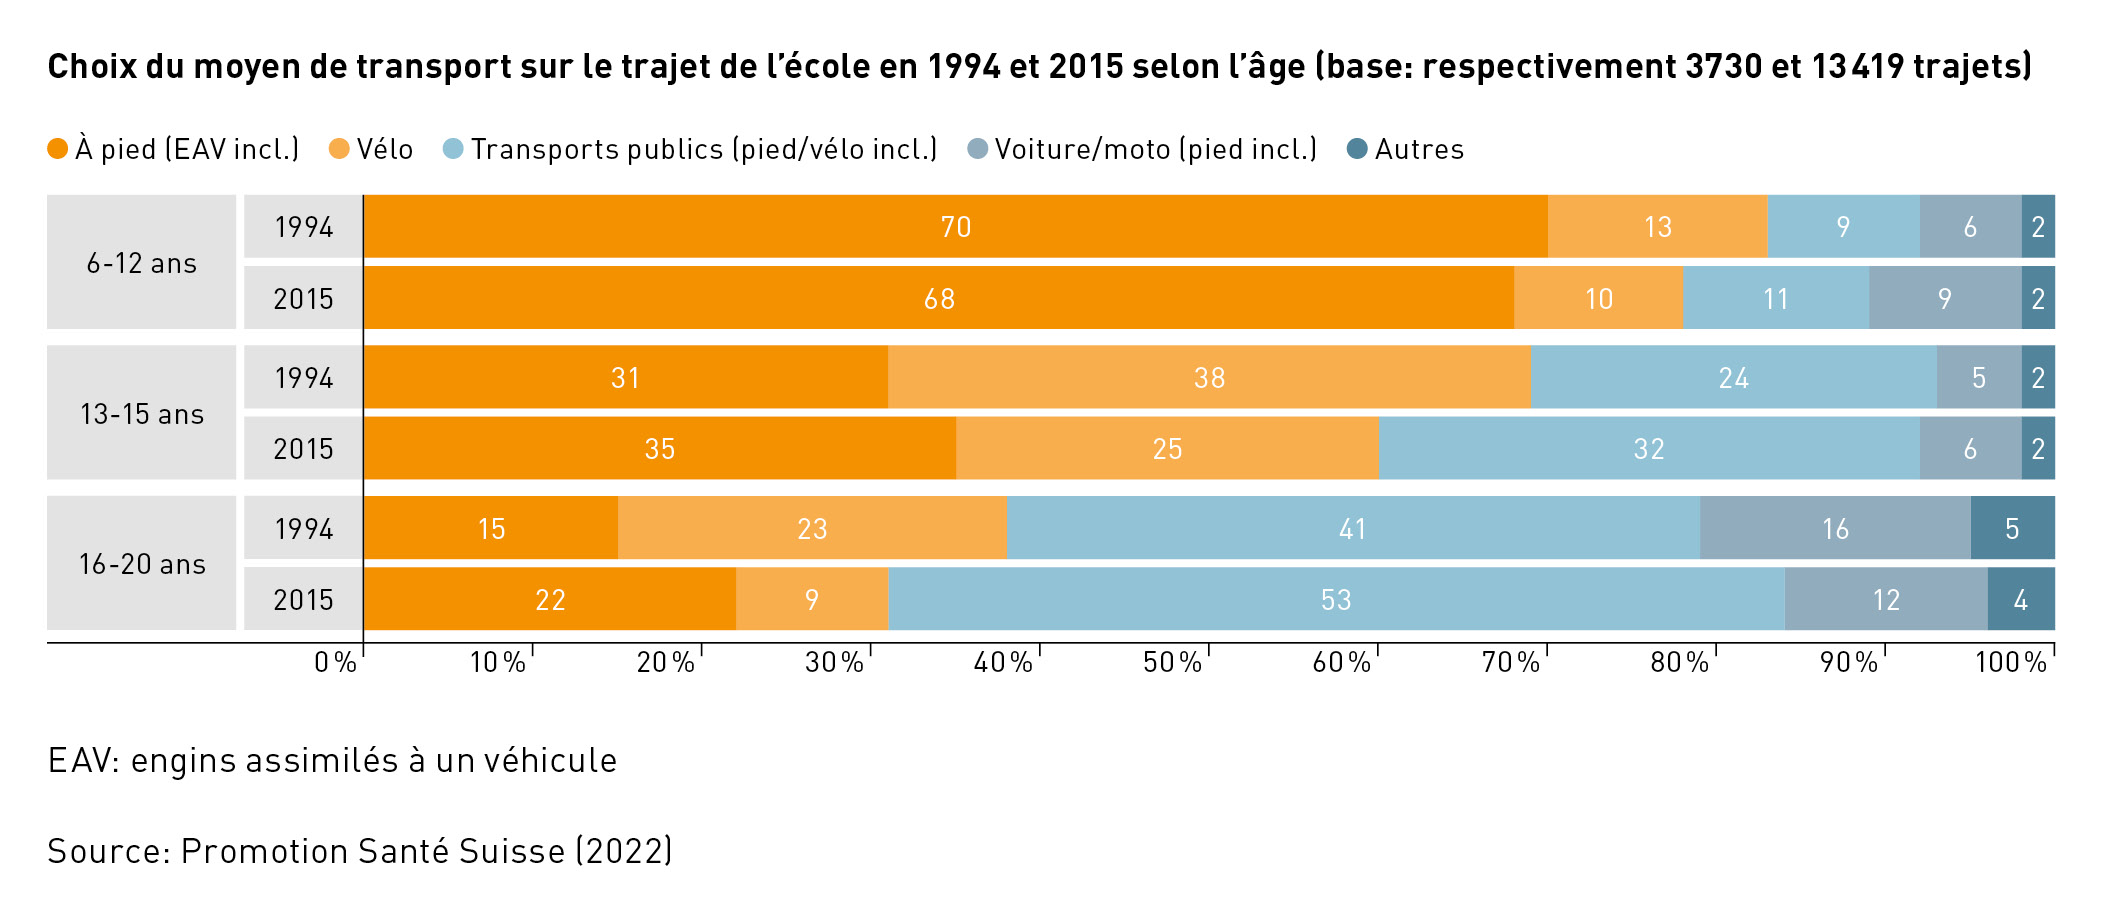 Choix du moyen de transport sur le trajet de l’école en 1994 et 2015 selon l’âge (base: respectivement 3730 et 13 419 trajets)
À pied (EAV incl.) Vélo Transports publics (pied/vélo incl.) Voiture/moto (pied incl.) Autres
6-12 ans
1994 70 13 9 6 2
2015 68 10 11 9 2
13-15 ans
1994 31 38 24 5 2
2015 35 25 32 6 2
16-20 ans
1994 15 23 41 16 5
2015 22 9 53 12 4
0 % 10 % 20 % 30 % 40 % 50 % 60 % 70 % 80 % 90 % 100 %
EAV: engins assimilés à un véhicule
Source: Promotion Santé Suisse (2022)